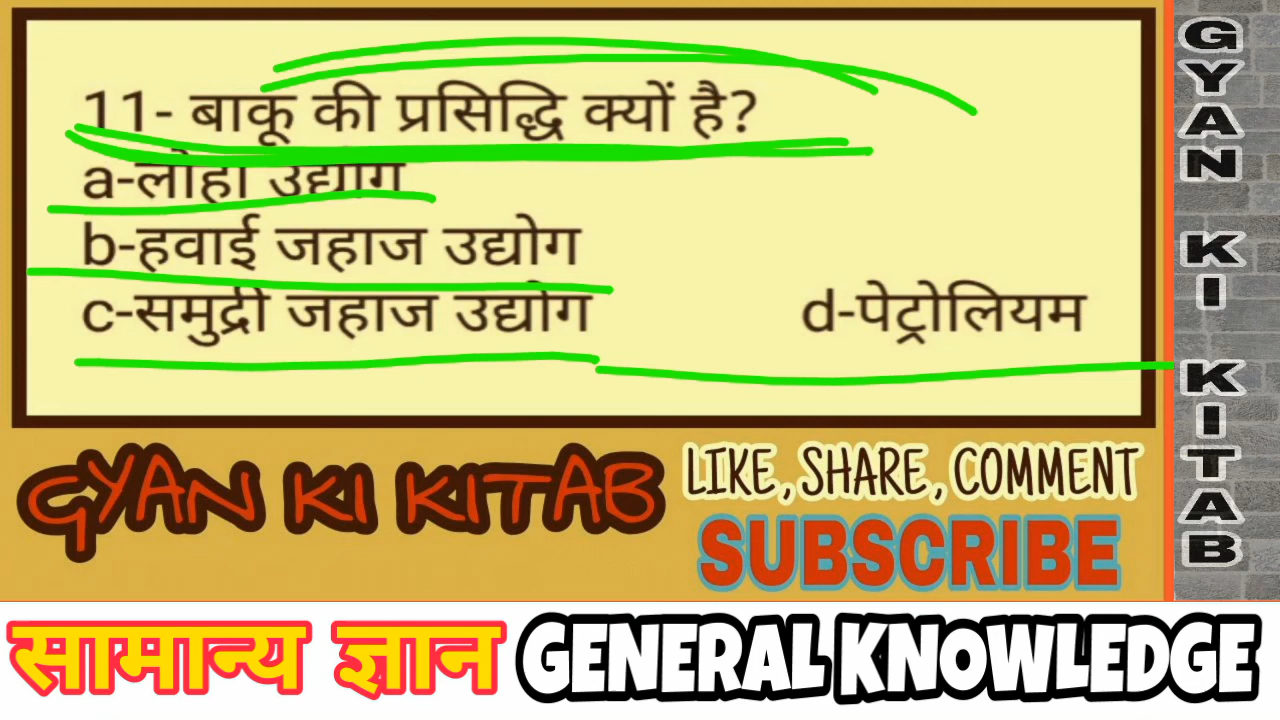 11- बाकू की प्रसिद्धि क्यों है?
a-लोहा उद्योग
b-हवाई जहाज उद्योग
c-समुद्री जहाज उद्योग d-पेट्रोलियम
GYAN KI KITAB
LIKE, SHARE, COMMENT
SUBSCRIBE
सामान्य ज्ञान GENERAL KNOWLEDGE
GYAN KI KITAB